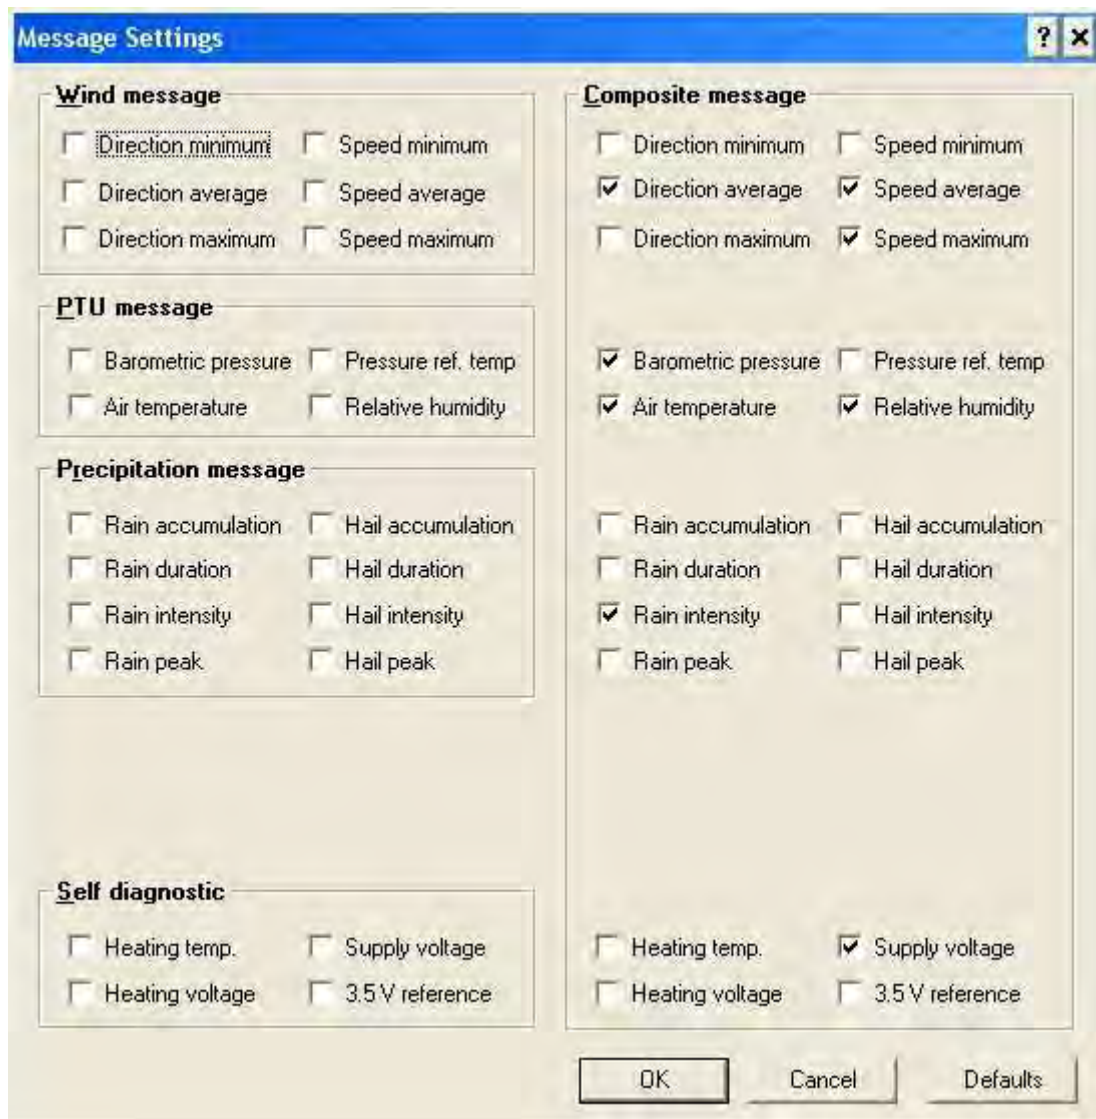 Message Settings
? ×
Wind message
Direction minimum Speed minimum
Direction average Speed average
Direction maximum Speed maximum
PTU message
Barometric pressure Pressure ref. temp
Air temperature Relative humidity
Precipitation message
Rain accumulation Hail accumulation
Rain duration Hail duration
Rain intensity Hail intensity
Rain peak Hail peak
Self diagnostic
Heating temp. Supply voltage
Heating voltage 3.5 V reference
Composite message
Direction minimum Speed minimum
Direction average Speed average
Direction maximum Speed maximum
Barometric pressure Pressure ref. temp
Air temperature Relative humidity
Rain accumulation Hail accumulation
Rain duration Hail duration
Rain intensity Hail intensity
Rain peak Hail peak
Heating temp. Supply voltage
Heating voltage 3.5 V reference
OK Cancel Defaults